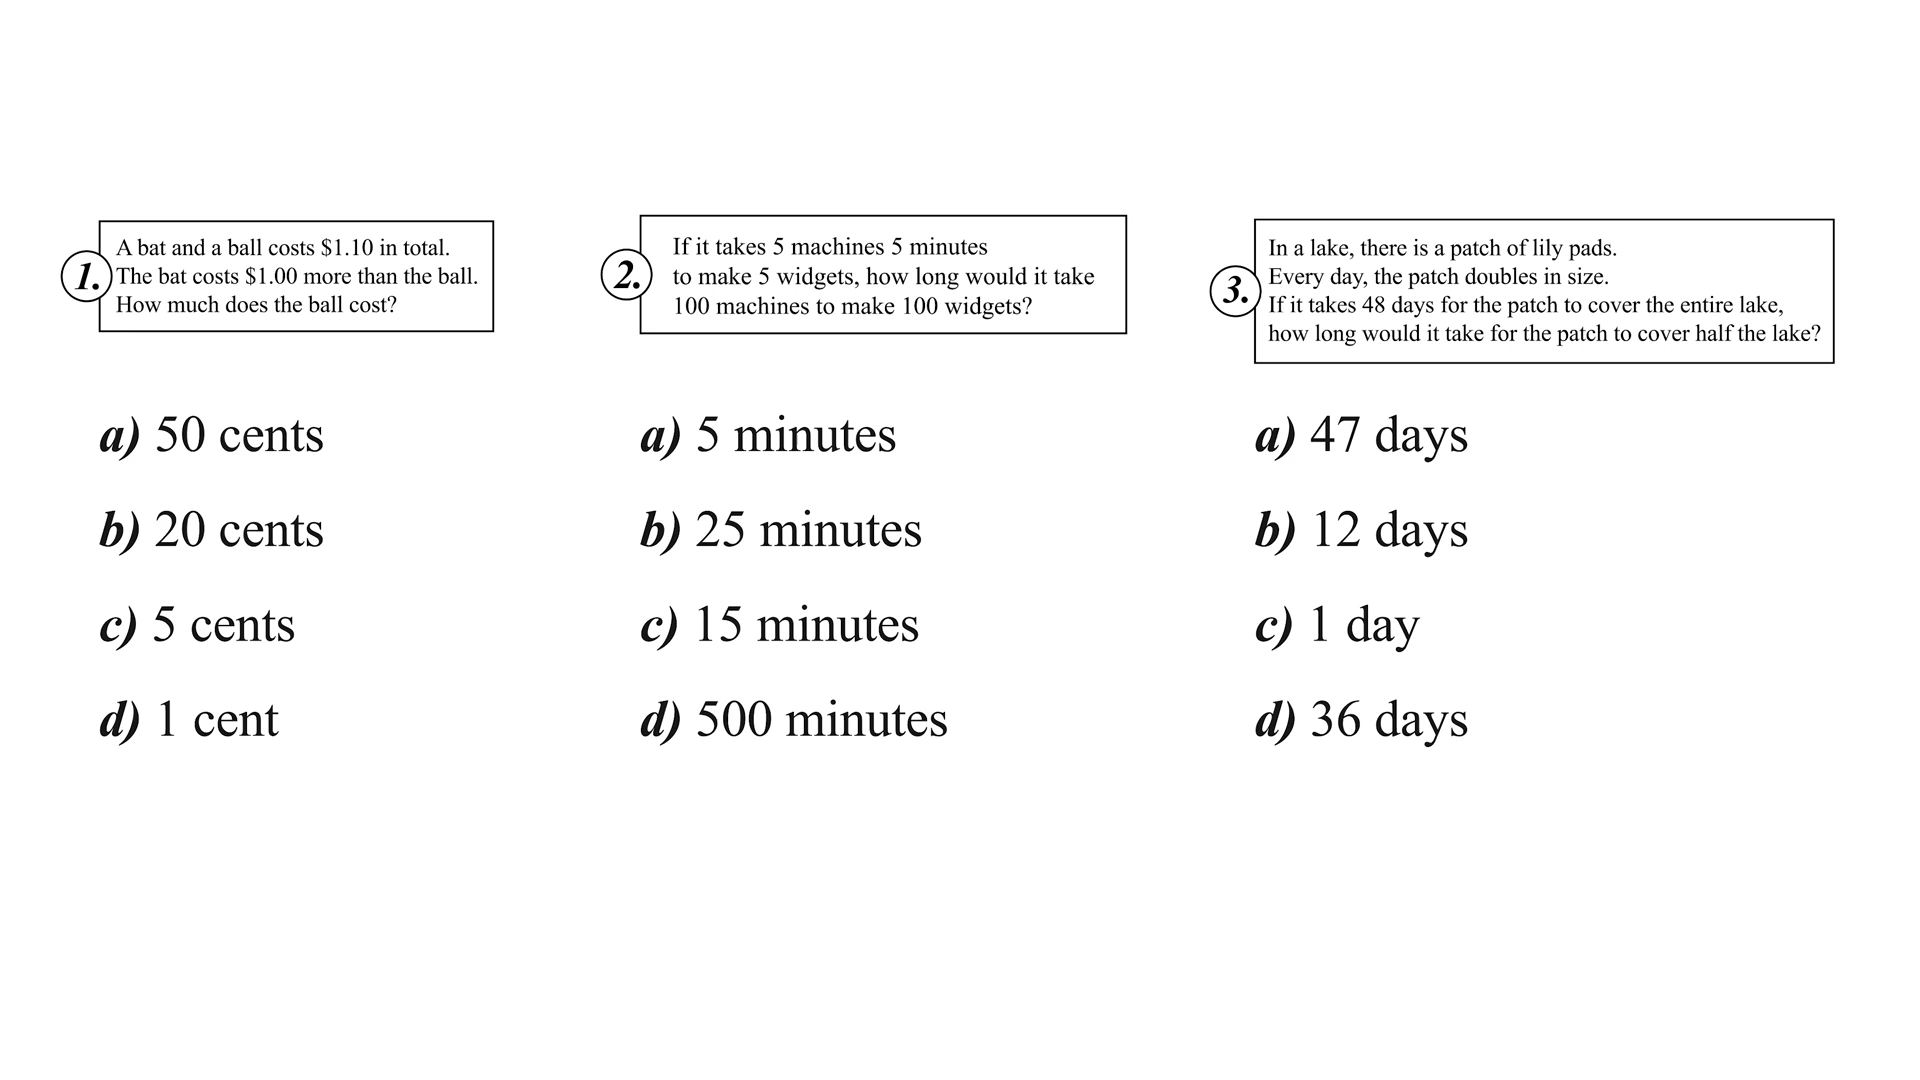 1.
A bat and a ball costs $1.10 in total.
The bat costs $1.00 more than the ball.
How much does the ball cost?
a) 50 cents
b) 20 cents
c) 5 cents
d) 1 cent
2.
If it takes 5 machines 5 minutes
to make 5 widgets, how long would it take
100 machines to make 100 widgets?
a) 5 minutes
b) 25 minutes
c) 15 minutes
d) 500 minutes
3.
In a lake, there is a patch of lily pads.
Every day, the patch doubles in size.
If it takes 48 days for the patch to cover the entire lake,
how long would it take for the patch to cover half the lake?
a) 47 days
b) 12 days
c) 1 day
d) 36 days